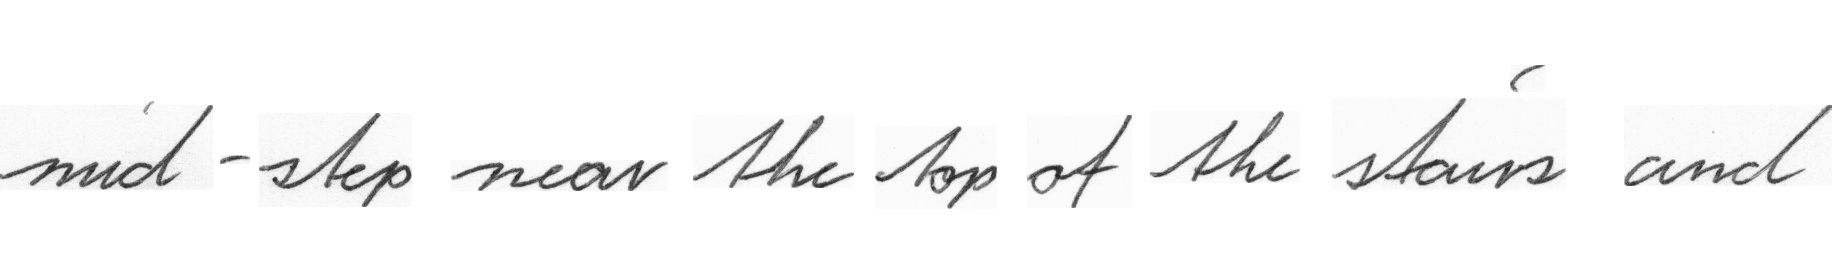 mid-step near the top of the stairs and